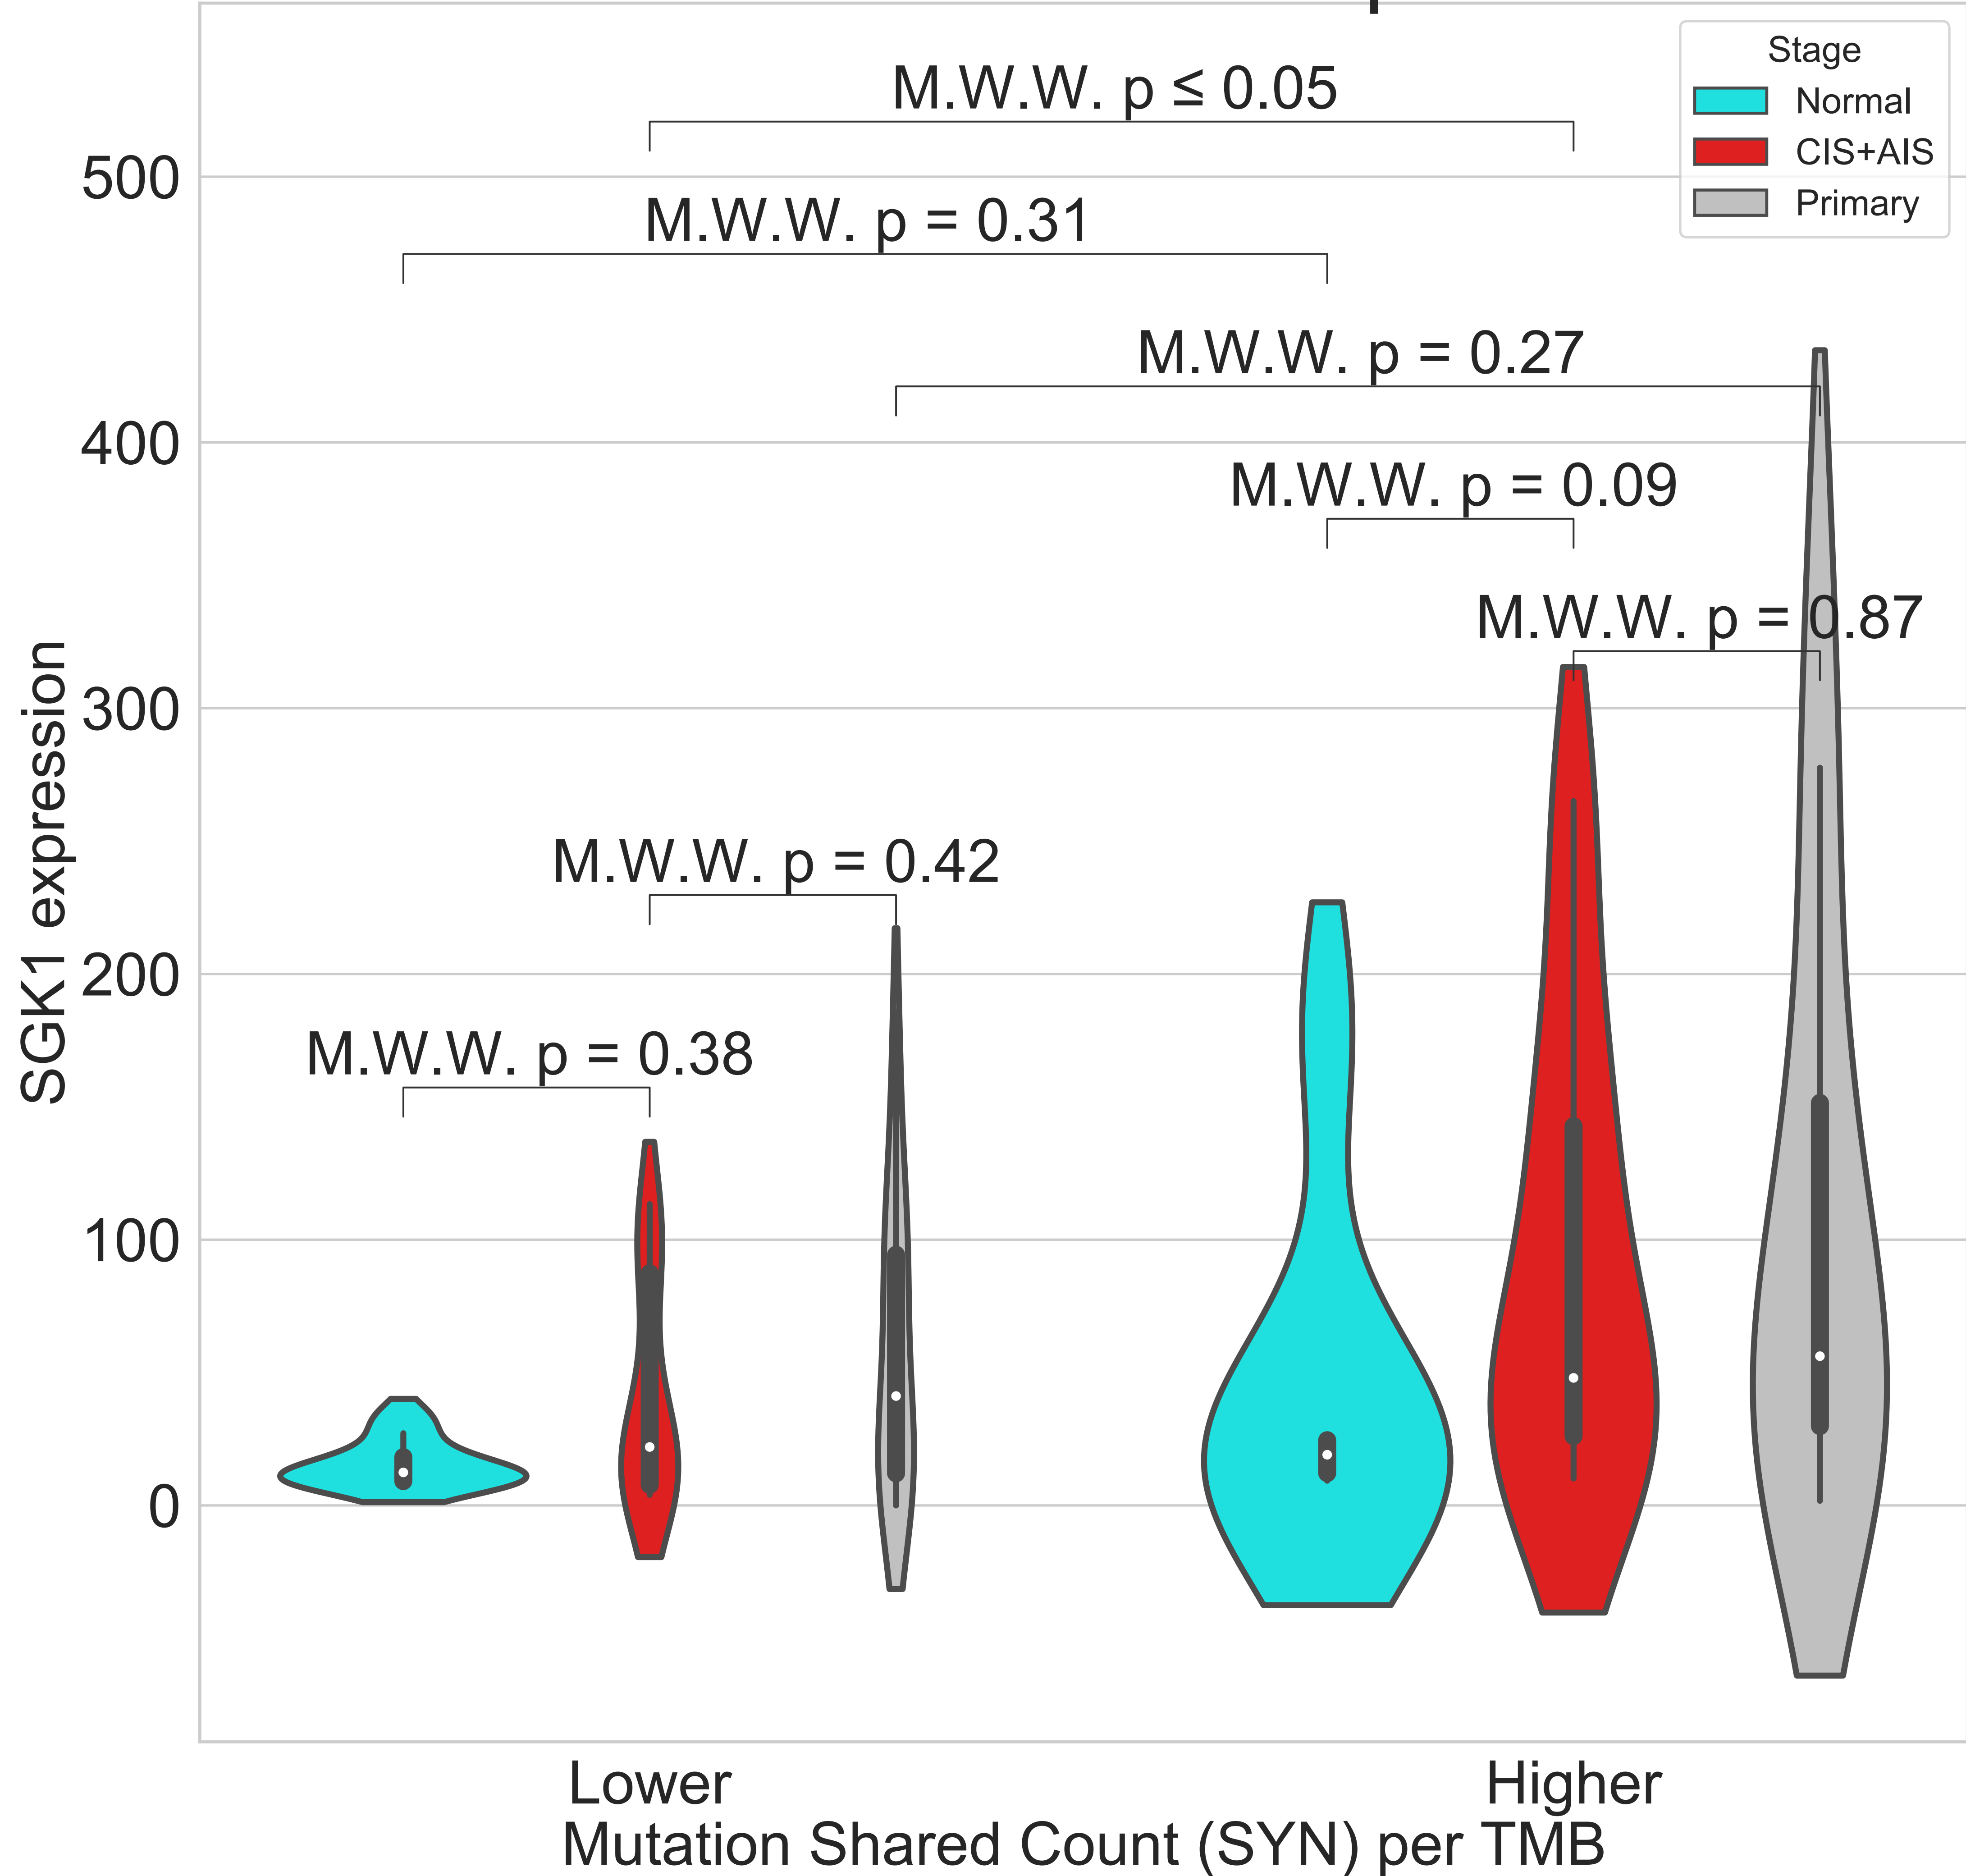 Stage
Normal
CIS+AIS
Primary
M.W.W. p ≤ 0.05
M.W.W. p = 0.31
M.W.W. p = 0.27
M.W.W. p = 0.09
M.W.W. p = 0.87
M.W.W. p = 0.42
M.W.W. p = 0.38
SGK1 expression
500
400
300
200
100
0
Lower
Higher
Mutation Shared Count (SYN) per TMB